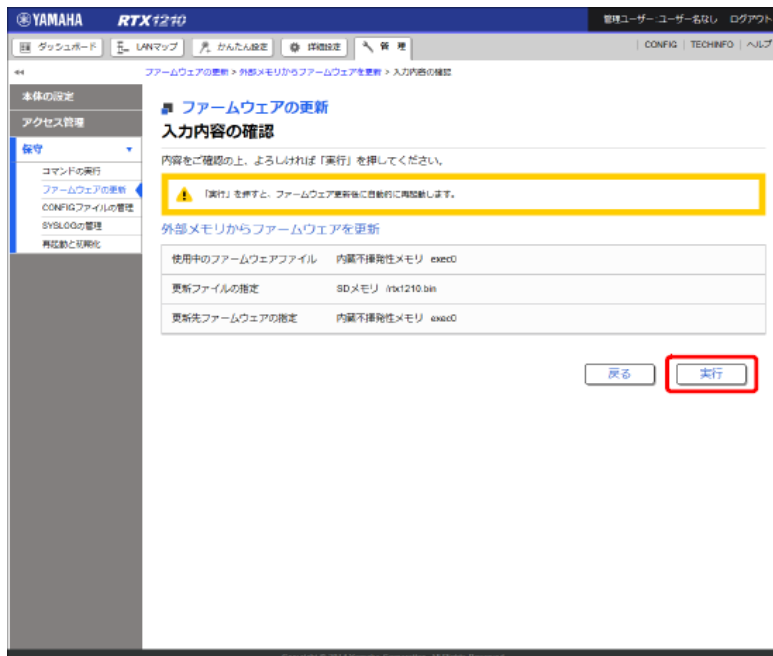 YAMAHA RTX1210 管理ユーザー:ユーザー名なし ログアウト
ダッシュボード LANマップ かんたん設定 詳細設定 管 理 CONFIG TECHINFO ヘルプ
ファームウェアの更新 > 外部メモリからファームウェアを更新 > 入力内容の確認
本体の設定
アクセス管理
保守
コマンドの実行
ファームウェアの更新
CONFIGファイルの管理
SYSLOGの管理
再起動と初期化
ファームウェアの更新
入力内容の確認
内容をご確認の上、よろしければ「実行」を押してください。
「実行」を押すと、ファームウェア更新後に自動的に再起動します。
外部メモリからファームウェアを更新
使用中のファームウェアファイル 内蔵不揮発性メモリ exec0
更新ファイルの指定 SDメモリ /rtx1210.bin
更新先ファームウェアの指定 内蔵不揮発性メモリ exec0
戻る 実行